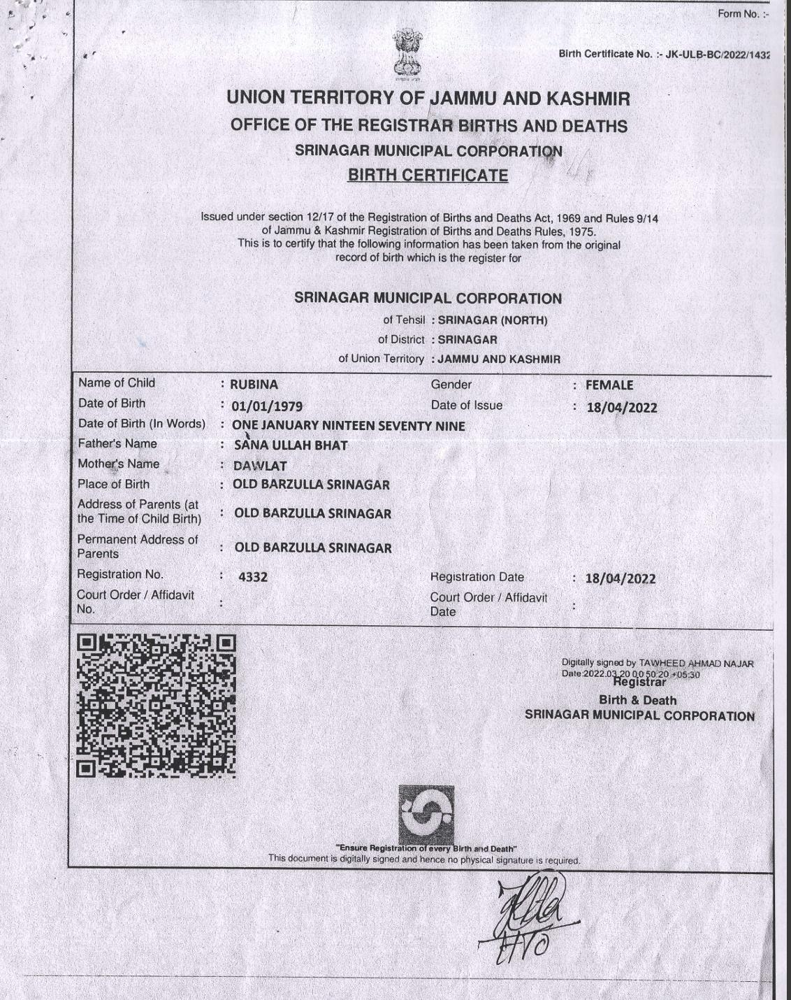 Form No. :-
Birth Certificate No. :- JK-ULB-BC/2022/1432
UNION TERRITORY OF JAMMU AND KASHMIR
OFFICE OF THE REGISTRAR BIRTHS AND DEATHS
SRINAGAR MUNICIPAL CORPORATION
BIRTH CERTIFICATE
Issued under section 12/17 of the Registration of Births and Deaths Act, 1969 and Rules 9/14
of Jammu & Kashmir Registration of Births and Deaths Rules, 1975.
This is to certify that the following information has been taken from the original
record of birth which is the register for
SRINAGAR MUNICIPAL CORPORATION
of Tehsil : SRINAGAR (NORTH)
of District : SRINAGAR
of Union Territory : JAMMU AND KASHMIR
Name of Child : RUBINA Gender : FEMALE
Date of Birth : 01/01/1979 Date of Issue : 18/04/2022
Date of Birth (In Words) : ONE JANUARY NINTEEN SEVENTY NINE
Father's Name : SANA ULLAH BHAT
Mother's Name : DAWLAT
Place of Birth : OLD BARZULLA SRINAGAR
Address of Parents (at
the Time of Child Birth) : OLD BARZULLA SRINAGAR
Permanent Address of
Parents : OLD BARZULLA SRINAGAR
Registration No. : 4332 Registration Date : 18/04/2022
Court Order / Affidavit
No. :
Court Order / Affidavit
Date :
Digitally signed by TAWHEED AHMAD NAJAR
Date:2022.03.20 00:50:20 +05:30
Registrar
Birth & Death
SRINAGAR MUNICIPAL CORPORATION
"Ensure Registration of every Birth and Death"
This document is digitally signed and hence no physical signature is required.